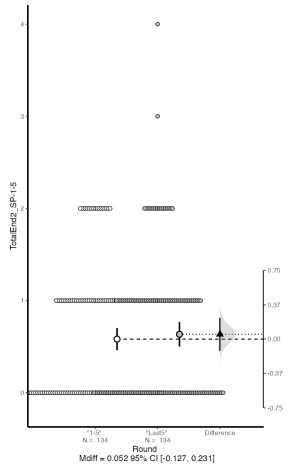 4
3
2
1
0
TotalEnd2_SP-1-5
0.75
0.37
0.00
-0.37
-0.75
"1-5"
N = 134
"Last5"
N = 134
Difference
Round
Mdiff = 0.052 95% CI [-0.127, 0.231]